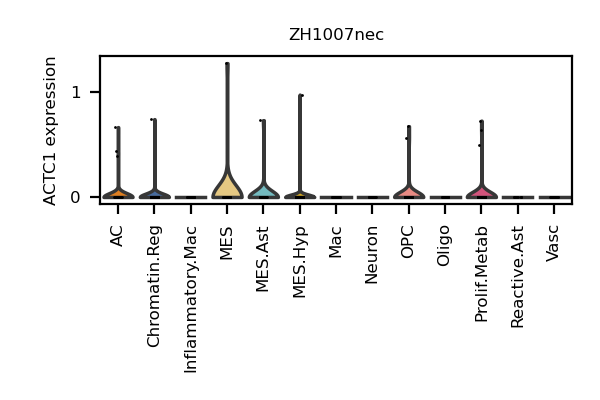 ZH1007nec
ACTC1 expression
1
0
AC
Chromatin.Reg
Inflammatory.Mac
MES
MES.Ast
MES.Hyp
Mac
Neuron
OPC
Oligo
Prolif.Metab
Reactive.Ast
Vasc